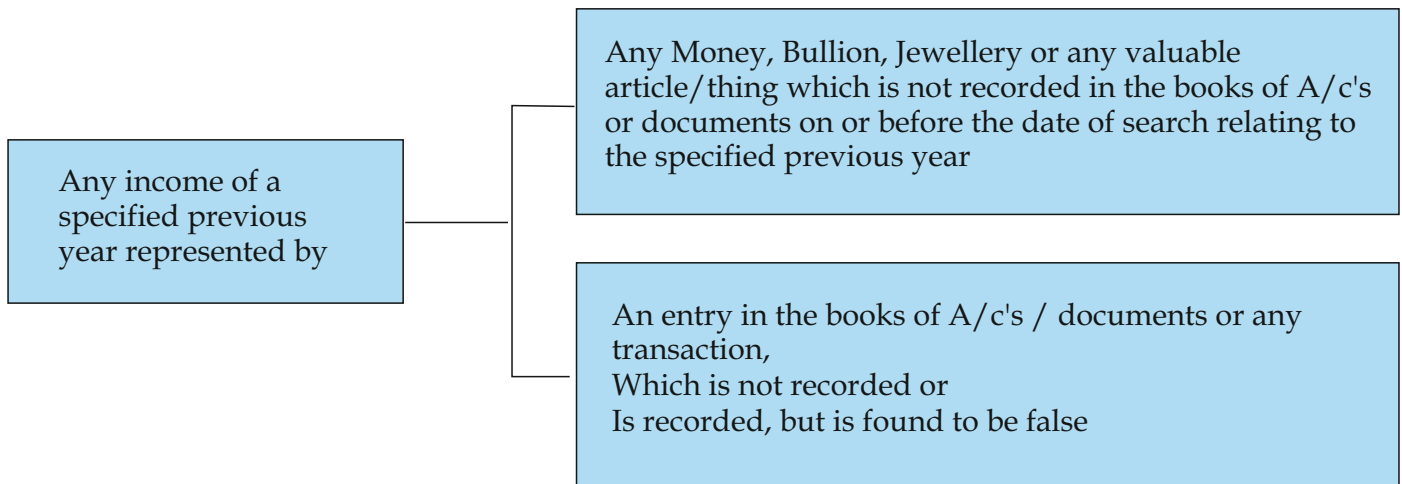 Any income of a
specified previous
year represented by
Any Money, Bullion, Jewellery or any valuable
article/thing which is not recorded in the books of A/c's
or documents on or before the date of search relating to
the specified previous year
An entry in the books of A/c's / documents or any
transaction,
Which is not recorded or
Is recorded, but is found to be false